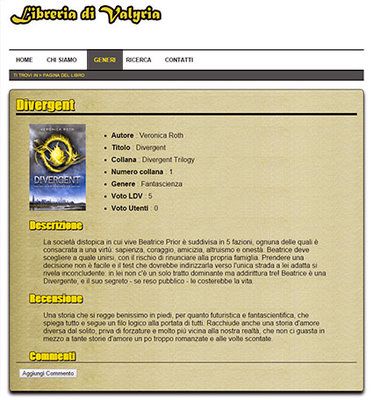 Libreria di Valyria
HOME CHI SIAMO GENERI RICERCA CONTATTI
TI TROVI IN > PAGINA DEL LIBRO
Divergent
VERONICA ROTH
DIVERGENT
Autore : Veronica Roth
Titolo : Divergent
Collana : Divergent Trilogy
Numero collana : 1
Genere : Fantascienza
Voto LDV : 5
Voto Utenti : 0
Descrizione
La società distopica in cui vive Beatrice Prior è suddivisa in 5 fazioni, ognuna delle quali è
consacrata a una virtù: sapienza, coraggio, amicizia, altruismo e onestà. Beatrice deve
scegliere a quale unirsi, con il rischio di rinunciare alla propria famiglia. Prendere una
decisione non è facile e il test che dovrebbe indirizzarla verso l'unica strada a lei adatta si
rivela inconcludente: in lei non c'è un solo tratto dominante ma addirittura tre! Beatrice è una
Divergente, e il suo segreto - se reso pubblico - le costerebbe la vita.
Recensione
Una storia che si regge benissimo in piedi, per quanto futuristica e fantascientifica, che
spiega tutto e segue un filo logico alla portata di tutti. Racchiude anche una storia d'amore
diversa dal solito, priva di forzature e molto più vicina alla nostra realtà, che non ci guasta in
mezzo a tante storie d'amore un po troppo romanzate e alle volte scontate.
Commenti
Aggiungi Commento